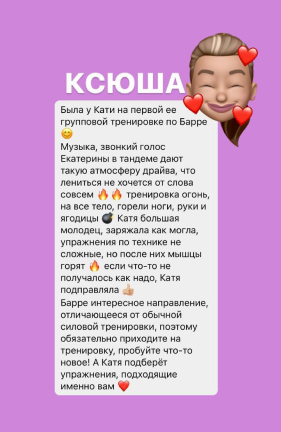 КСЮША
Была у Кати на первой ее
групповой тренировке по Барре
😊
Музыка, звонкий голос
Екатерины в тандеме дают
такую атмосферу драйва, что
лениться не хочется от слова
совсем 🔥🔥 тренировка огонь,
на все тело, горели ноги, руки и
ягодицы 💣 Катя большая
молодец, заряжала как могла,
упражнения по технике не
сложные, но после них мышцы
горят 🔥 если что-то не
получалось как надо, Катя
подправляла 👍🏻
Барре интересное направление,
отличающееся от обычной
силовой тренировки, поэтому
обязательно приходите на
тренировку, пробуйте что-то
новое! А Катя подберёт
упражнения, подходящие
именно вам ❤️